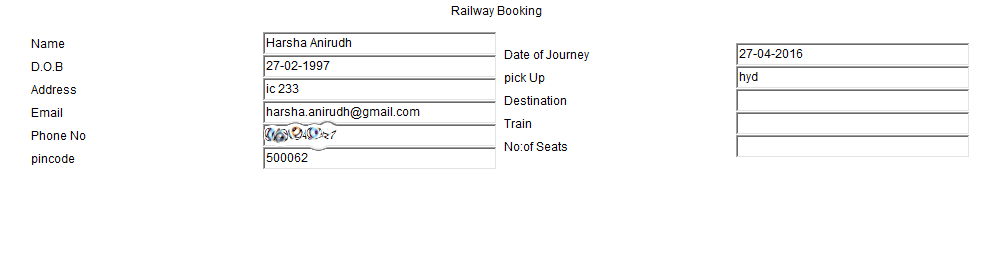 Railway Booking
Name Harsha Anirudh
D.O.B 27-02-1997
Address ic 233
Email harsha.anirudh@gmail.com
Phone No
pincode 500062
Date of Journey 27-04-2016
pick Up hyd
Destination
Train
No:of Seats